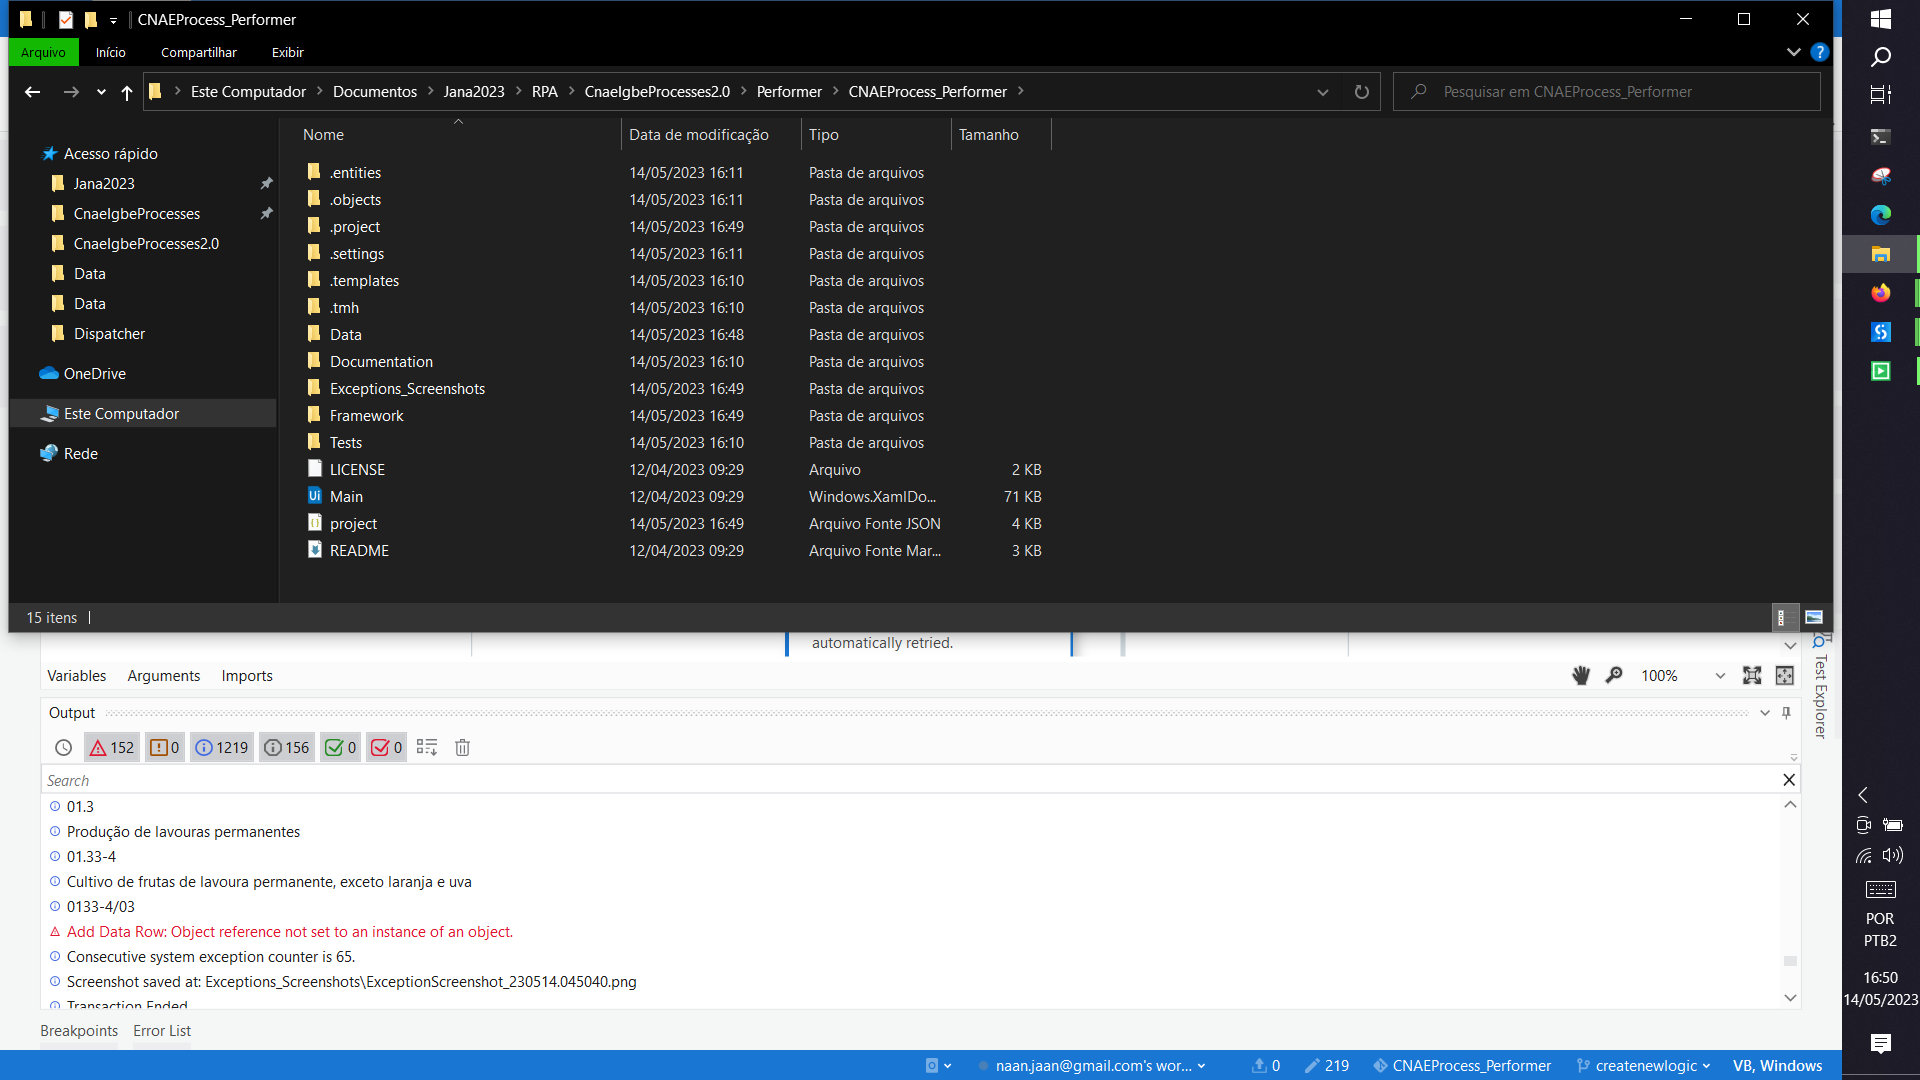 CNAEProcess_Performer
Arquivo Início Compartilhar Exibir
Este Computador Documentos Jana2023 RPA CnaeIgbeProcesses2.0 Performer CNAEProcess_Performer
Pesquisar em CNAEProcess_Performer
Acesso rápido
Jana2023
CnaeIgbeProcesses
CnaeIgbeProcesses2.0
Data
Data
Dispatcher
OneDrive
Este Computador
Rede
Nome Data de modificação Tipo Tamanho
.entities 14/05/2023 16:11 Pasta de arquivos
.objects 14/05/2023 16:11 Pasta de arquivos
.project 14/05/2023 16:49 Pasta de arquivos
.settings 14/05/2023 16:11 Pasta de arquivos
.templates 14/05/2023 16:10 Pasta de arquivos
.tmh 14/05/2023 16:10 Pasta de arquivos
Data 14/05/2023 16:48 Pasta de arquivos
Documentation 14/05/2023 16:10 Pasta de arquivos
Exceptions_Screenshots 14/05/2023 16:49 Pasta de arquivos
Framework 14/05/2023 16:49 Pasta de arquivos
Tests 14/05/2023 16:10 Pasta de arquivos
LICENSE 12/04/2023 09:29 Arquivo 2 KB
Main 12/04/2023 09:29 Windows.XamlDo... 71 KB
project 14/05/2023 16:49 Arquivo Fonte JSON 4 KB
README 12/04/2023 09:29 Arquivo Fonte Mar... 3 KB
15 itens
automatically retried.
Variables Arguments Imports
100%
Test Explorer
Output
152 0 1219 156 0 0
Search
01.3
Produção de lavouras permanentes
01.33-4
Cultivo de frutas de lavoura permanente, exceto laranja e uva
0133-4/03
Add Data Row: Object reference not set to an instance of an object.
Consecutive system exception counter is 65.
Screenshot saved at: Exceptions_Screenshots\ExceptionScreenshot_230514.045040.png
Transaction Ended
Breakpoints Error List
naan.jaan@gmail.com's wor... 0 219 CNAEProcess_Performer createnewlogic VB, Windows
POR
PTB2
16:50
14/05/2023